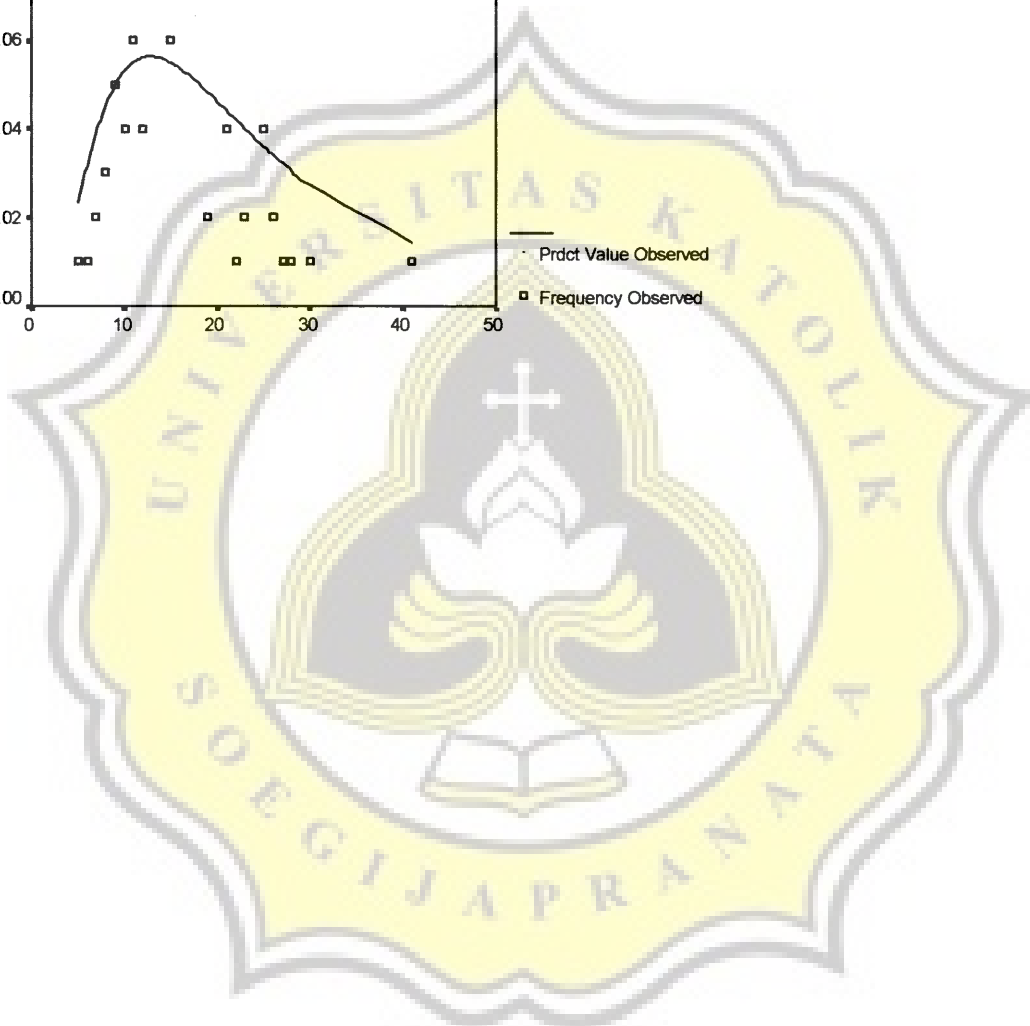 .06
.04
.02
.00
0 10 20 30 40 50
Prdct Value Observed
Frequency Observed
UNIVERSITAS KATOLIK
SOEGIJAPRANATA